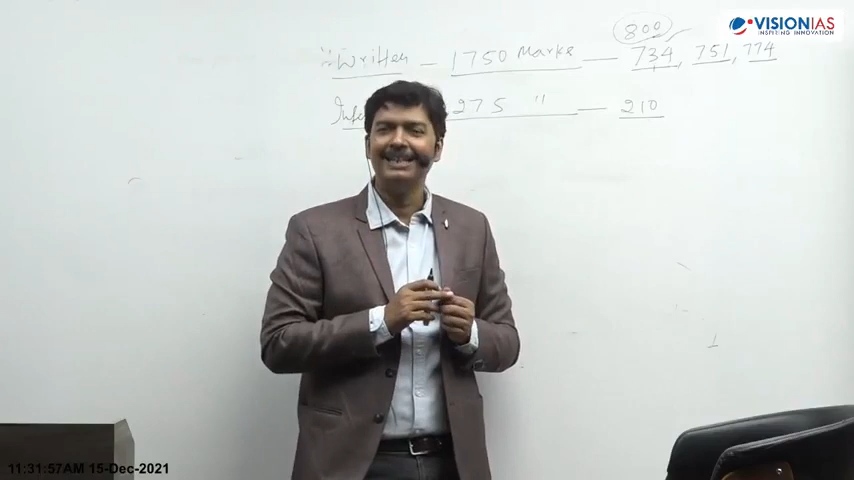 800
VISIONIAS
INSPIRING INNOVATION
∵ Written – 1750 Marks – 734, 751, 774
275 " – 210
11:31:57AM 15-Dec-2021